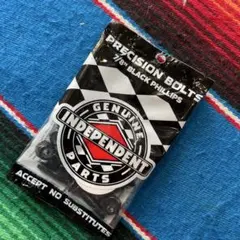 PRECISION BOLTS
7/8" BLACK PHILLIPS
GENUINE
INDEPENDENT
PARTS
ACCEPT NO SUBSTITUTES